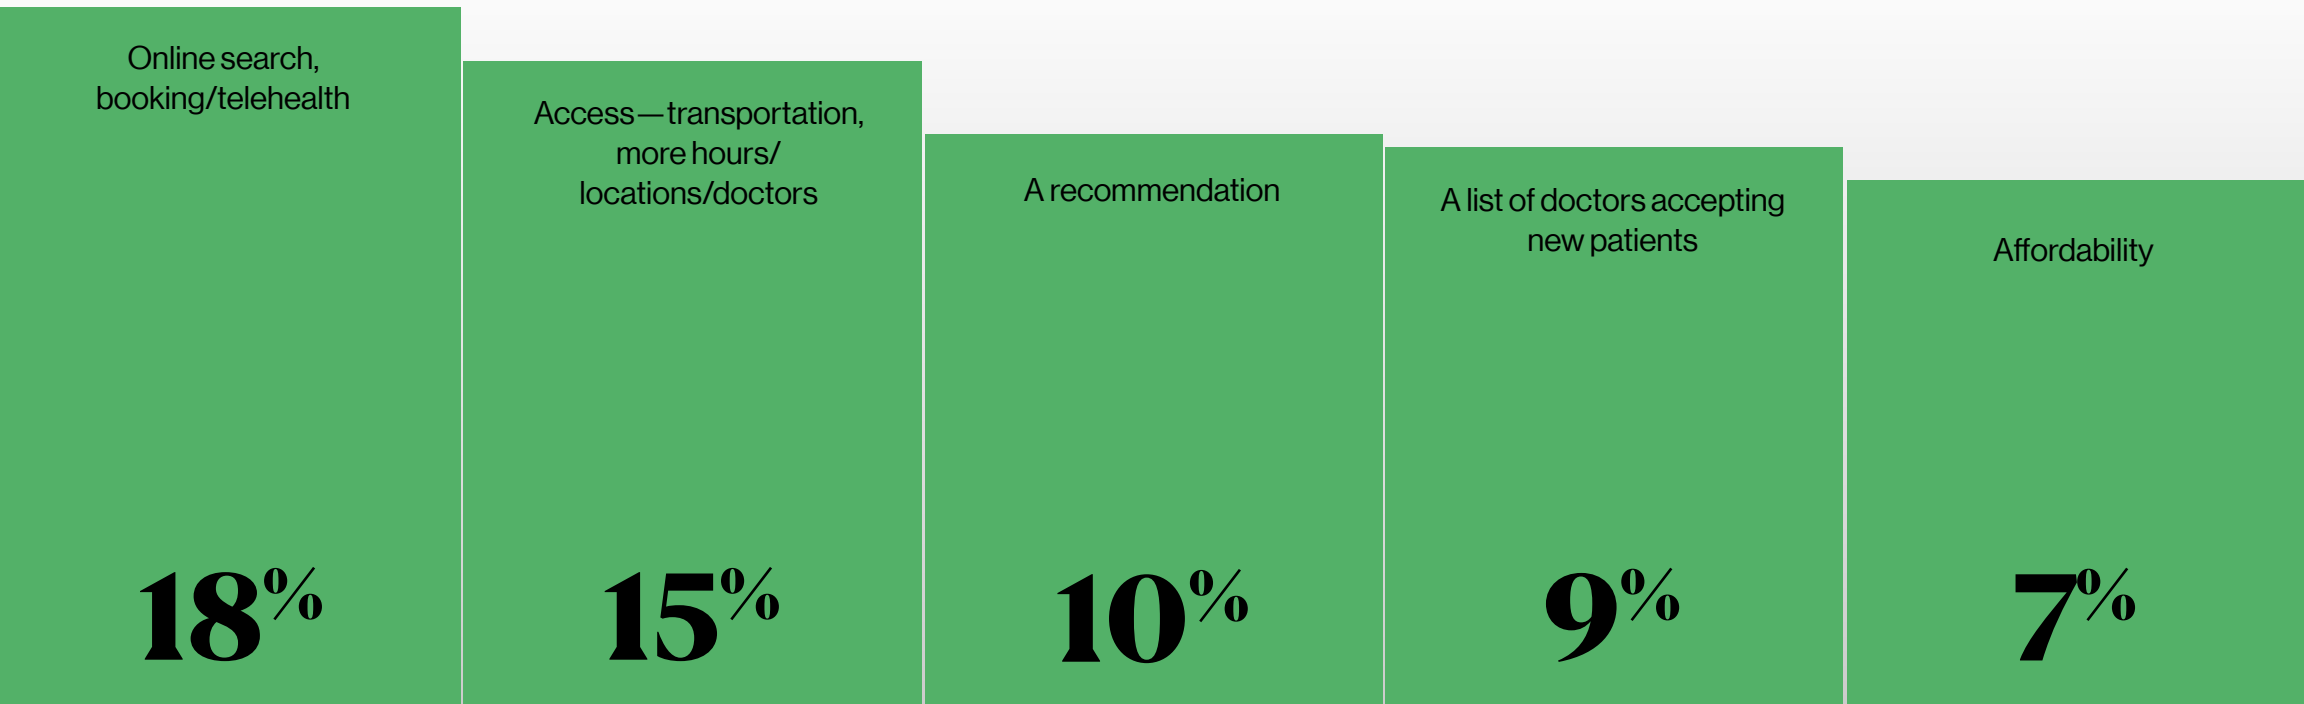 Online search,
booking/telehealth
18%
Access—transportation,
more hours/
locations/doctors
15%
A recommendation
10%
A list of doctors accepting
new patients
9%
Affordability
7%